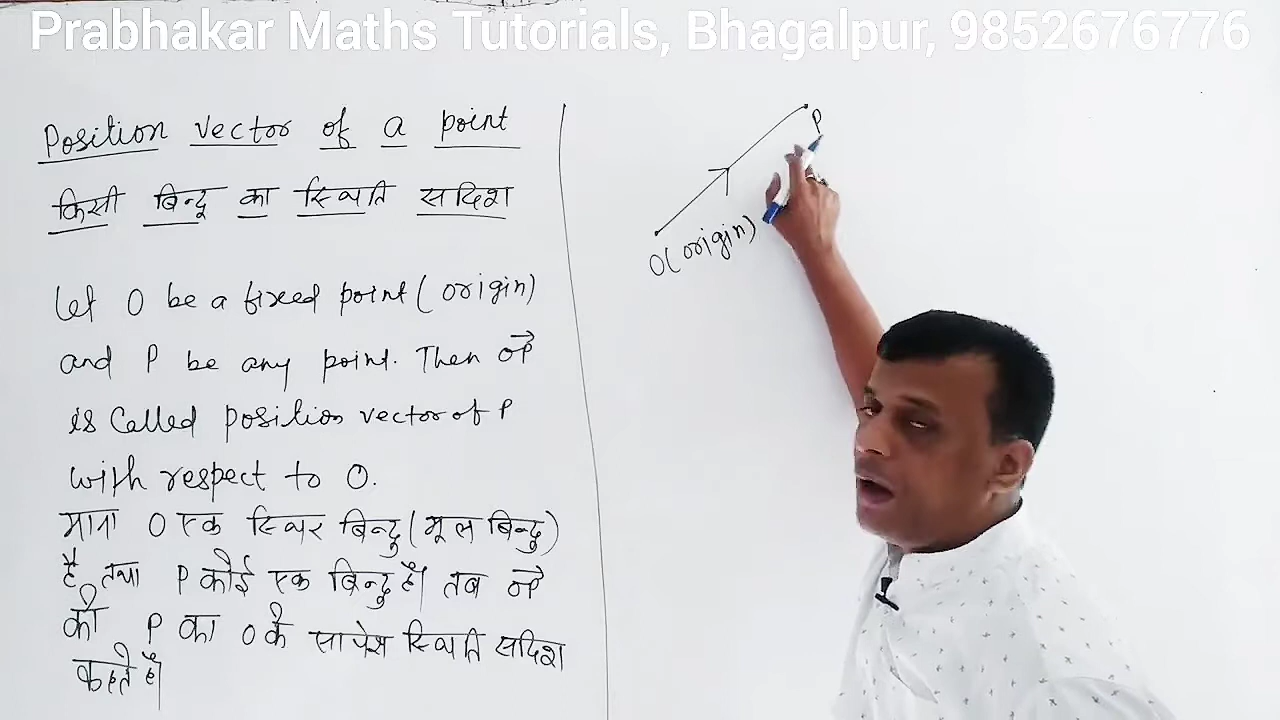 Prabhakar Maths Tutorials, Bhagalpur, 9852676776
Position vector of a point
किसी बिन्दू का स्थिति सदिश
Let O be a fixed point (origin)
and P be any point. Then OP⃗
is Called position vector of P
with respect to O.
माना O एक स्थिर बिन्दु (मूल बिन्दु)
है तथा P कोई एक बिन्दु है। तब OP⃗
को P का O के सापेक्ष स्थिति सदिश
कहते है।
P
O (origin)